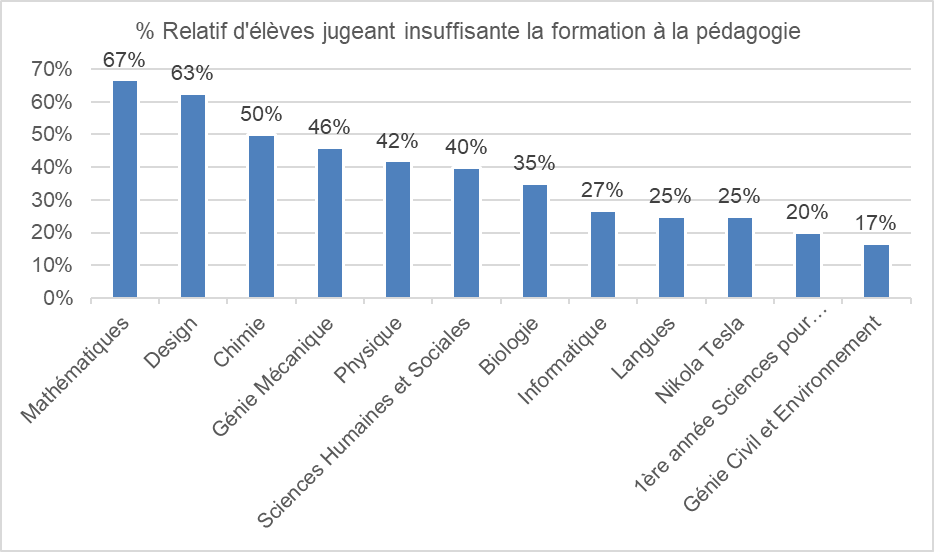 % Relatif d'élèves jugeant insuffisante la formation à la pédagogie
70%
60%
50%
40%
30%
20%
10%
0%
67%
63%
50%
46%
42%
40%
35%
27%
25%
25%
20%
17%
Mathématiques
Design
Chimie
Génie Mécanique
Physique
Sciences Humaines et Sociales
Biologie
Informatique
Langues
Nikola Tesla
1ère année Sciences pour…
Génie Civil et Environnement